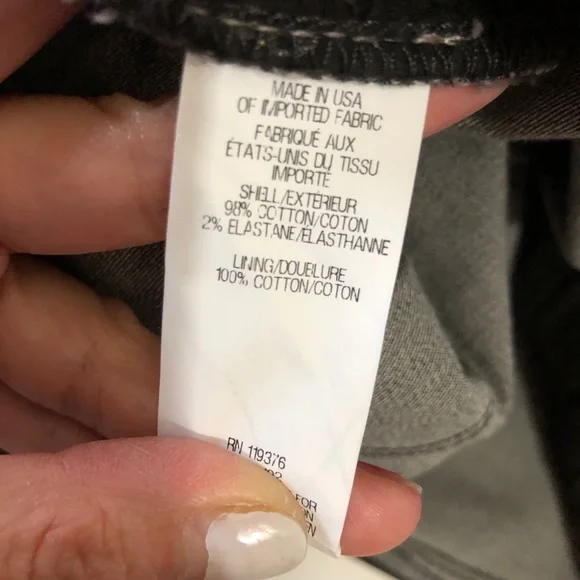 MADE IN USA
OF IMPORTED FABRIC
FABRIQUÉ AUX
ÉTATS-UNIS DU TISSU
IMPORTÉ
SHELL/EXTÉRIEUR
98% COTTON/COTON
2% ELASTANE/ELASTHANNE
LINING/DOUBLURE
100% COTTON/COTON
RN 119376
FOR